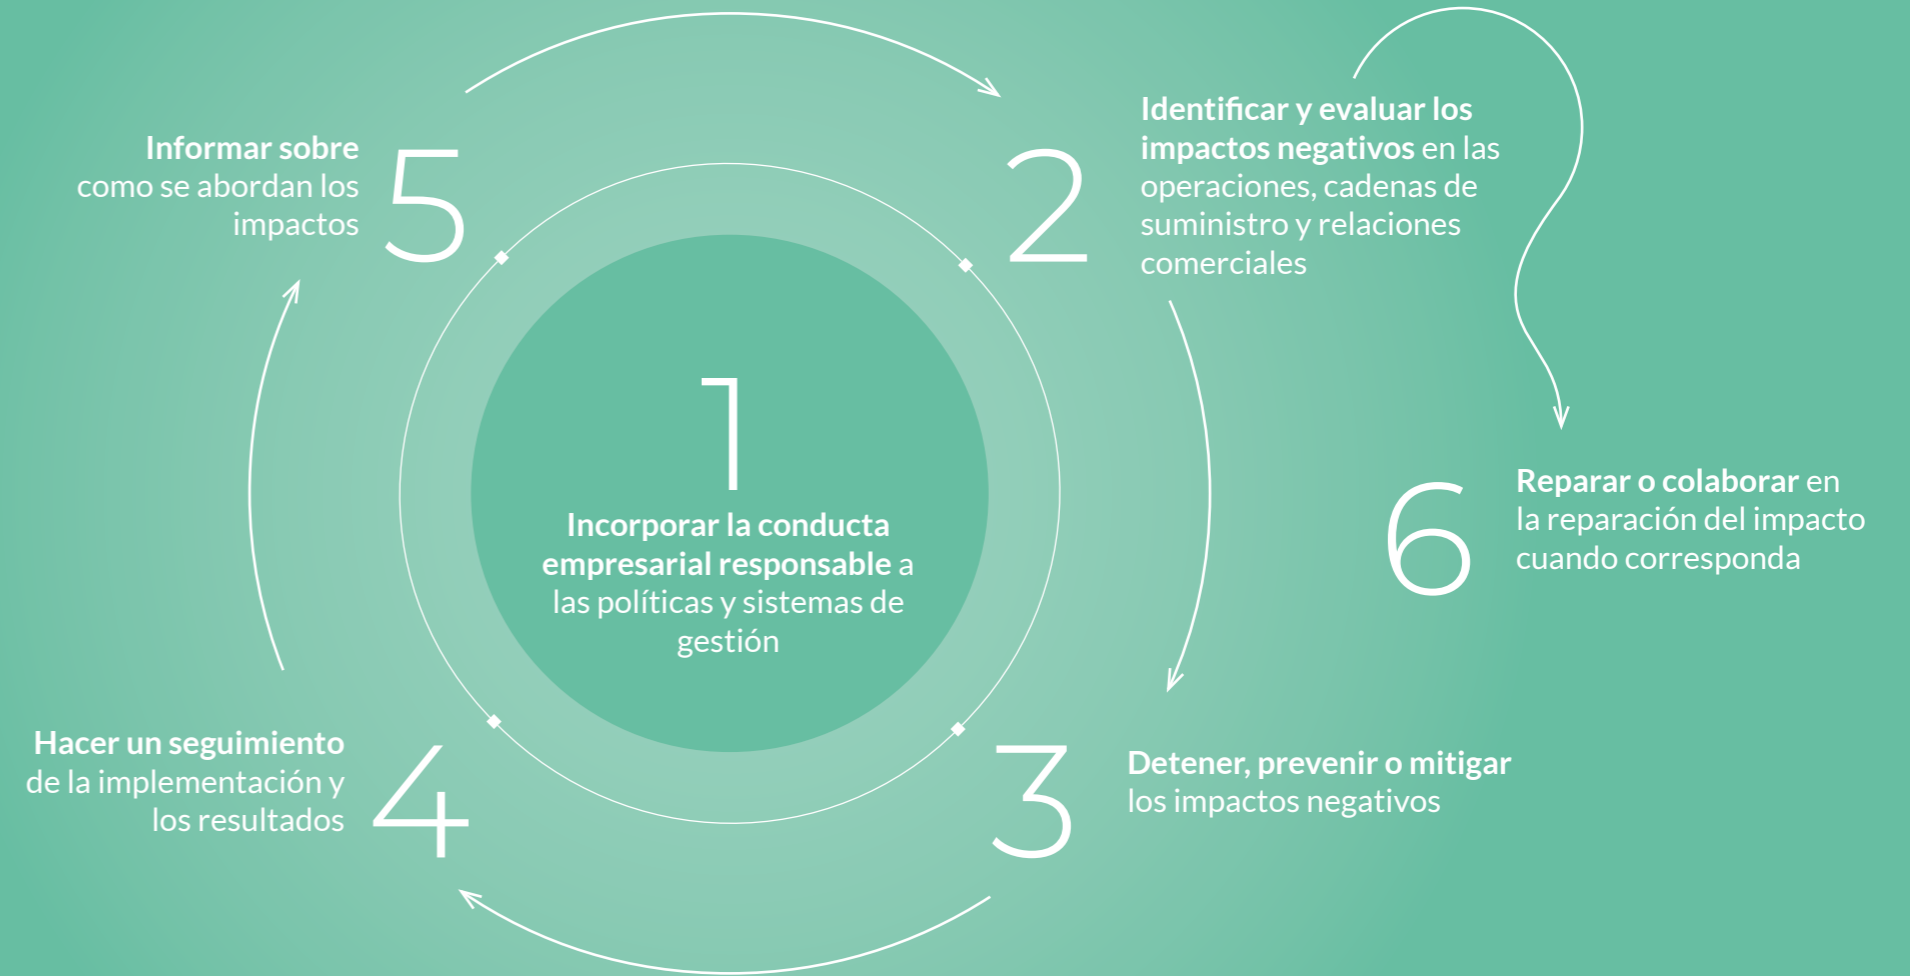 1
Incorporar la conducta
empresarial responsable a
las políticas y sistemas de
gestión
2
Identificar y evaluar los
impactos negativos en las
operaciones, cadenas de
suministro y relaciones
comerciales
3
Detener, prevenir o mitigar
los impactos negativos
4
Hacer un seguimiento
de la implementación y
los resultados
5
Informar sobre
como se abordan los
impactos
6
Reparar o colaborar en
la reparación del impacto
cuando corresponda